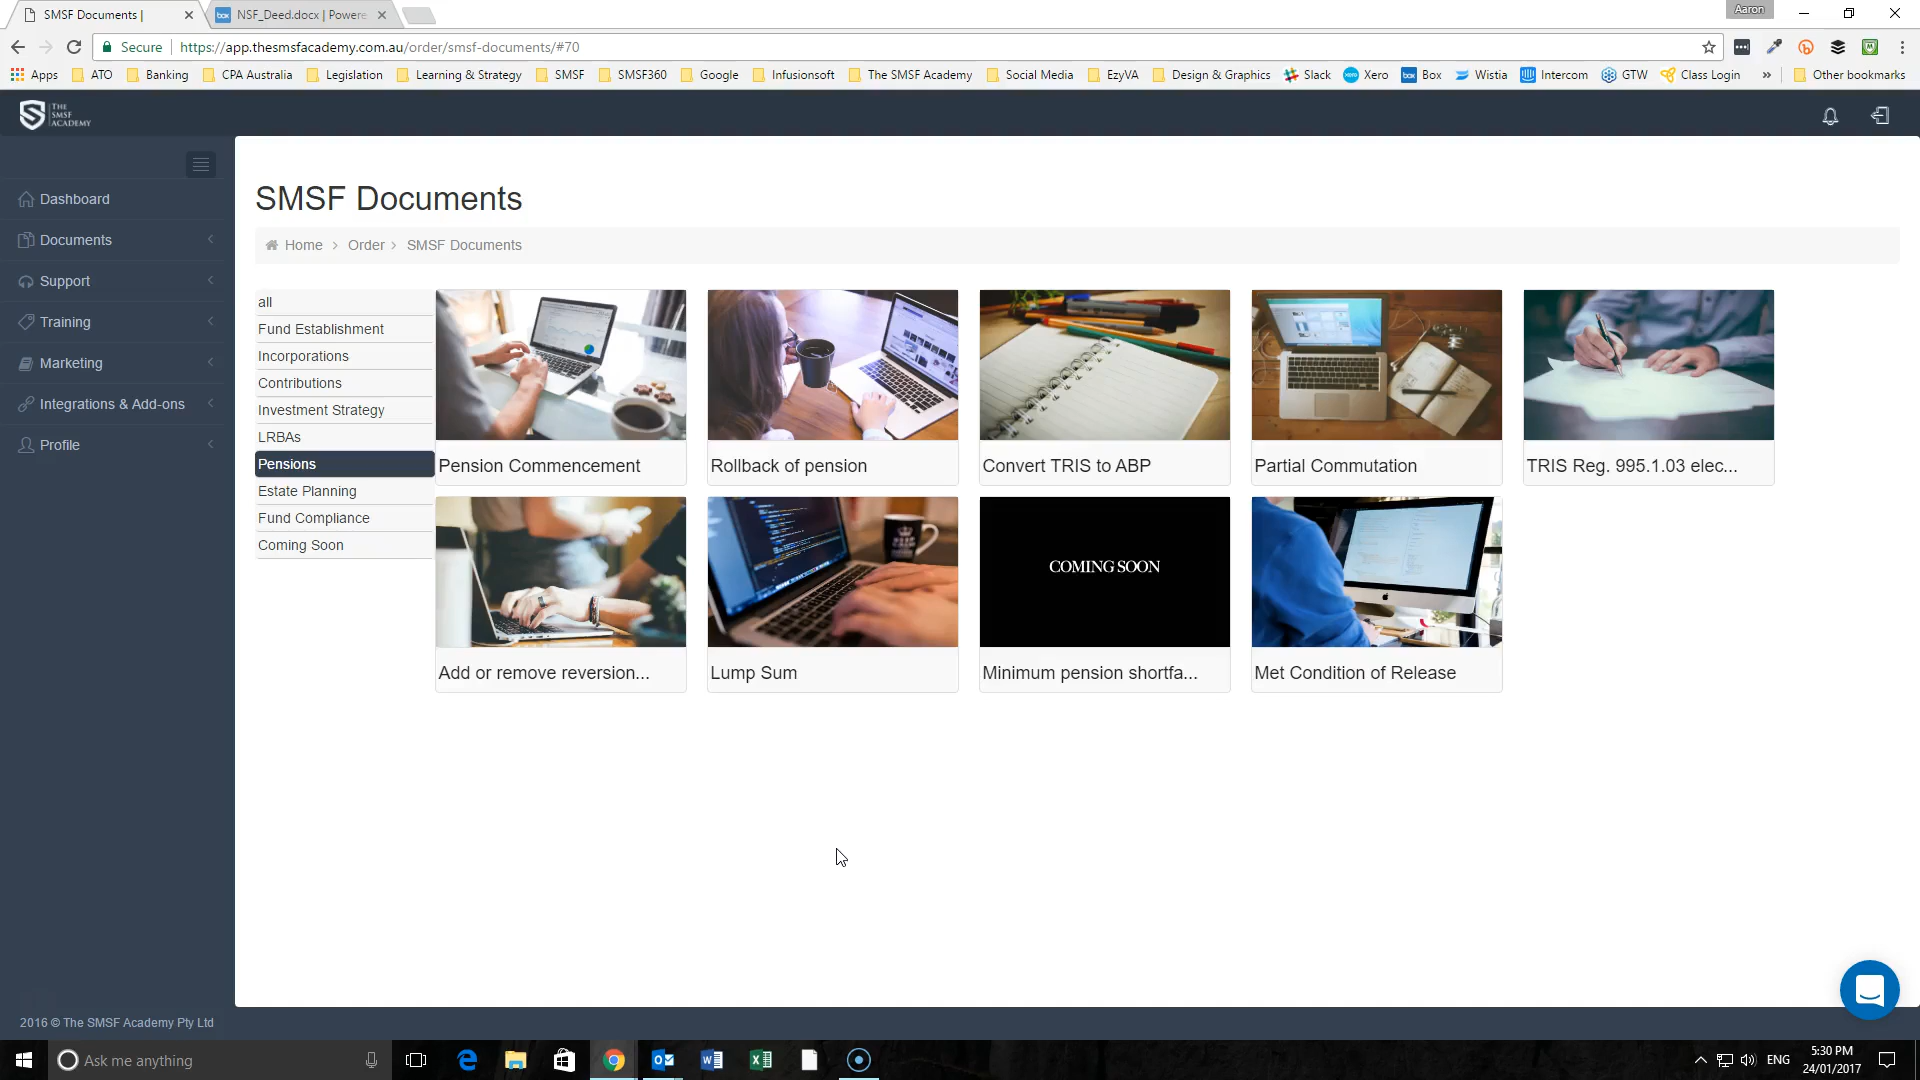 SMSF Documents |
NSF_Deed.docx | Powere
Aaron
Secure
https://app.thesmsfacademy.com.au/order/smsf-documents/#70
Apps
ATO
Banking
CPA Australia
Legislation
Learning & Strategy
SMSF
SMSF360
Google
Infusionsoft
The SMSF Academy
Social Media
EzyVA
Design & Graphics
Slack
Xero
Box
Wistia
Intercom
GTW
Class Login
»
Other bookmarks
THE
SMSF
ACADEMY
Dashboard
Documents
Support
Training
Marketing
Integrations & Add-ons
Profile
SMSF Documents
Home > Order > SMSF Documents
all
Fund Establishment
Incorporations
Contributions
Investment Strategy
LRBAs
Pensions
Estate Planning
Fund Compliance
Coming Soon
Pension Commencement
Rollback of pension
Convert TRIS to ABP
Partial Commutation
TRIS Reg. 995.1.03 elec...
COMING SOON
Add or remove reversion...
Lump Sum
Minimum pension shortfa...
Met Condition of Release
2016 © The SMSF Academy Pty Ltd
Ask me anything
ENG
5:30 PM
24/01/2017